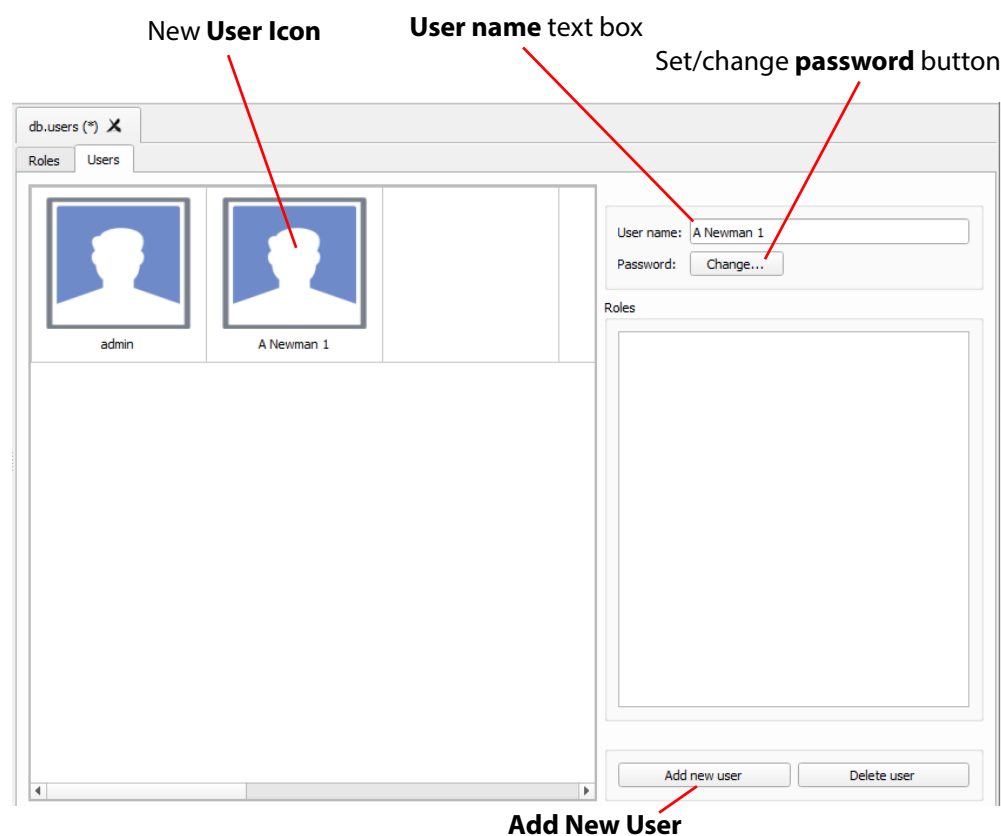 New User Icon
User name text box
Set/change password button
db.users (*)
Roles Users
admin
A Newman 1
User name: A Newman 1
Password: Change...
Roles
Add new user Delete user
Add New User